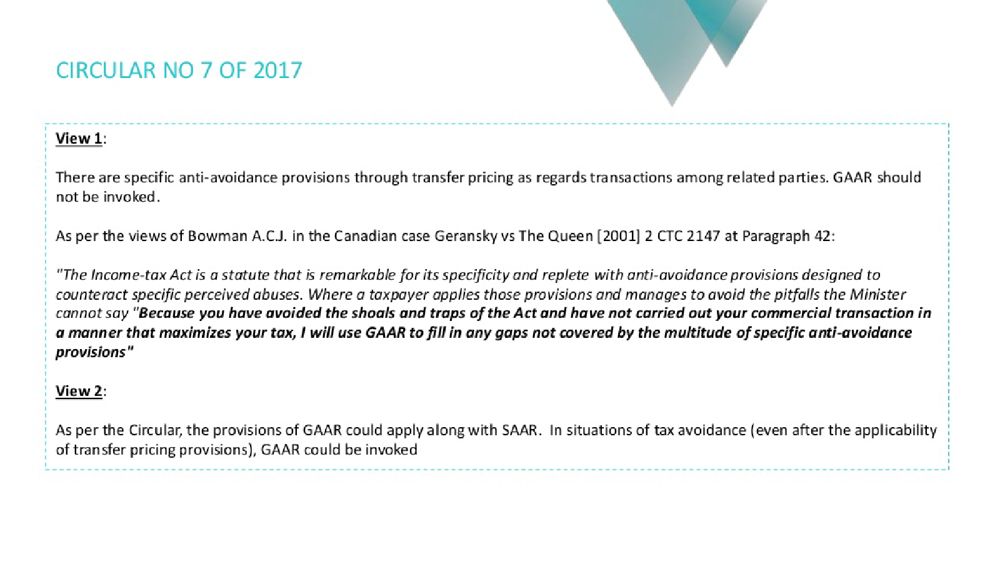 CIRCULAR NO 7 OF 2017
View 1:
There are specific anti-avoidance provisions through transfer pricing as regards transactions among related parties. GAAR should
not be invoked.
As per the views of Bowman A.C.J. in the Canadian case Geransky vs The Queen [2001] 2 CTC 2147 at Paragraph 42:
"The Income-tax Act is a statute that is remarkable for its specificity and replete with anti-avoidance provisions designed to
counteract specific perceived abuses. Where a taxpayer applies those provisions and manages to avoid the pitfalls the Minister
cannot say "Because you have avoided the shoals and traps of the Act and have not carried out your commercial transaction in
a manner that maximizes your tax, I will use GAAR to fill in any gaps not covered by the multitude of specific anti-avoidance
provisions"
View 2:
As per the Circular, the provisions of GAAR could apply along with SAAR.  In situations of tax avoidance (even after the applicability
of transfer pricing provisions), GAAR could be invoked